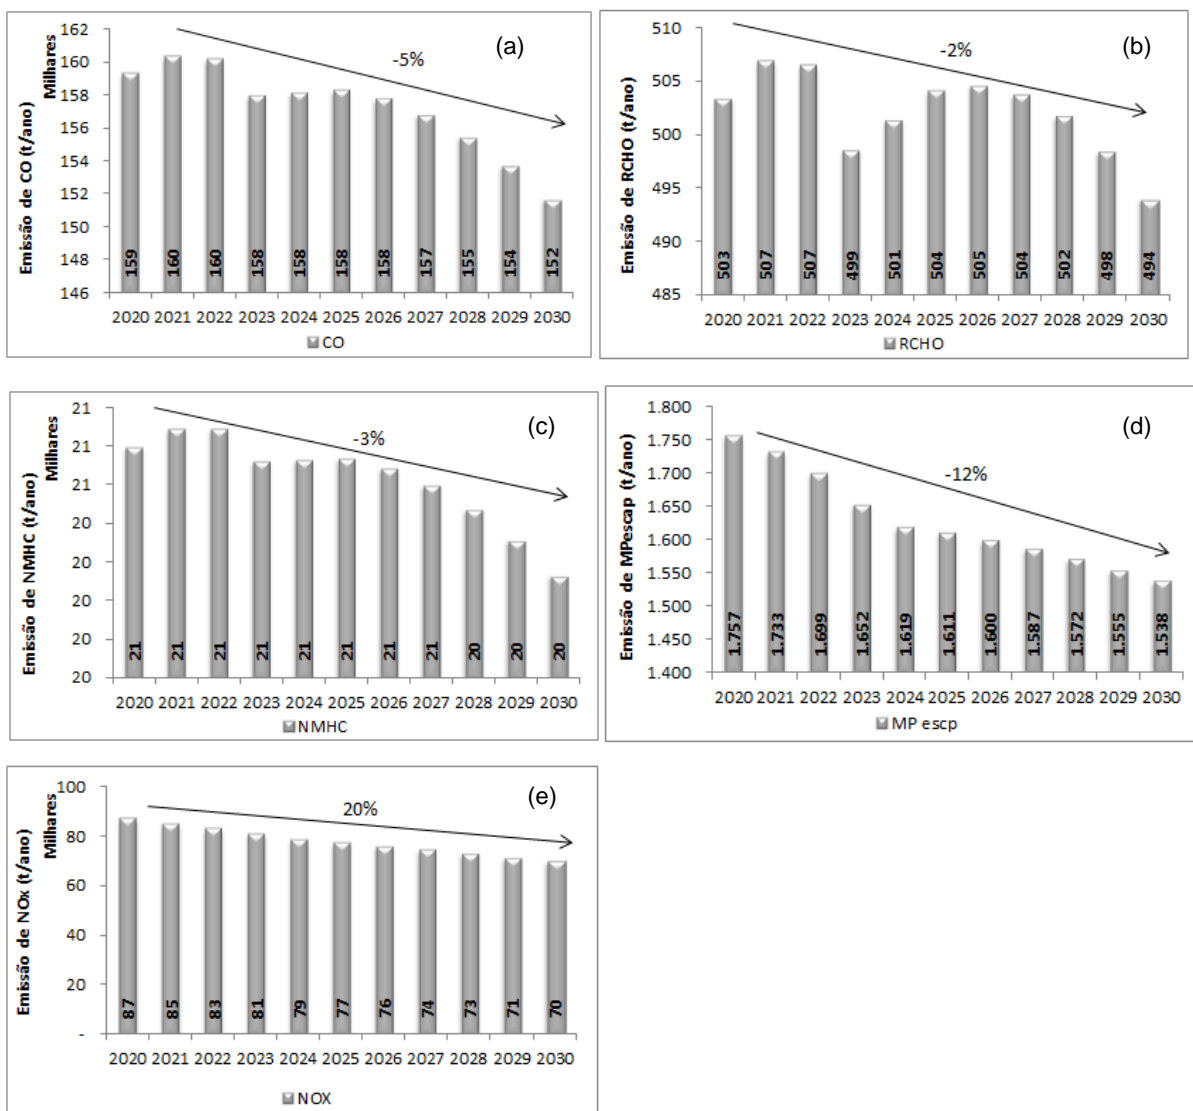 (a)
Emissão de CO (t/ano)
Milhares
162
160
158
156
154
152
150
148
146
-5%
159 160 160 158 158 158 158 157 155 154 152
2020 2021 2022 2023 2024 2025 2026 2027 2028 2029 2030
CO
(b)
Emissão de RCHO (t/ano)
510
505
500
495
490
485
-2%
503 507 507 499 501 504 505 504 502 498 494
2020 2021 2022 2023 2024 2025 2026 2027 2028 2029 2030
RCHO
(c)
Emissão de NMHC (t/ano)
Milhares
21
21
21
20
20
20
20
20
-3%
21 21 21 21 21 21 21 21 20 20 20
2020 2021 2022 2023 2024 2025 2026 2027 2028 2029 2030
NMHC
(d)
Emissão de MPescap (t/ano)
1.800
1.750
1.700
1.650
1.600
1.550
1.500
1.450
1.400
-12%
1.757 1.733 1.699 1.652 1.619 1.611 1.600 1.587 1.572 1.555 1.538
2020 2021 2022 2023 2024 2025 2026 2027 2028 2029 2030
MP escp
(e)
Emissão de NOx (t/ano)
Milhares
100
80
60
40
20
-
20%
87 85 83 81 79 77 76 74 73 71 70
2020 2021 2022 2023 2024 2025 2026 2027 2028 2029 2030
NOX